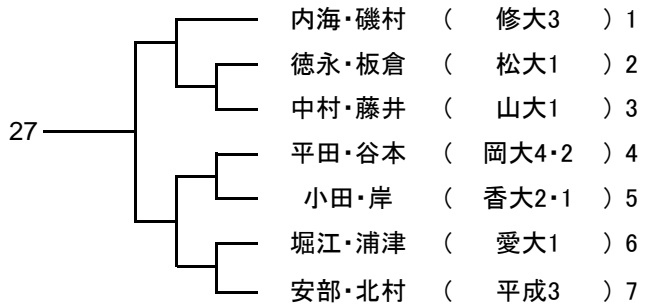 内海・磯村 ( 修大3 ) 1
徳永・板倉 ( 松大1 ) 2
中村・藤井 ( 山大1 ) 3
27
平田・谷本 ( 岡大4・2 ) 4
小田・岸 ( 香大2・1 ) 5
堀江・浦津 ( 愛大1 ) 6
安部・北村 ( 平成3 ) 7